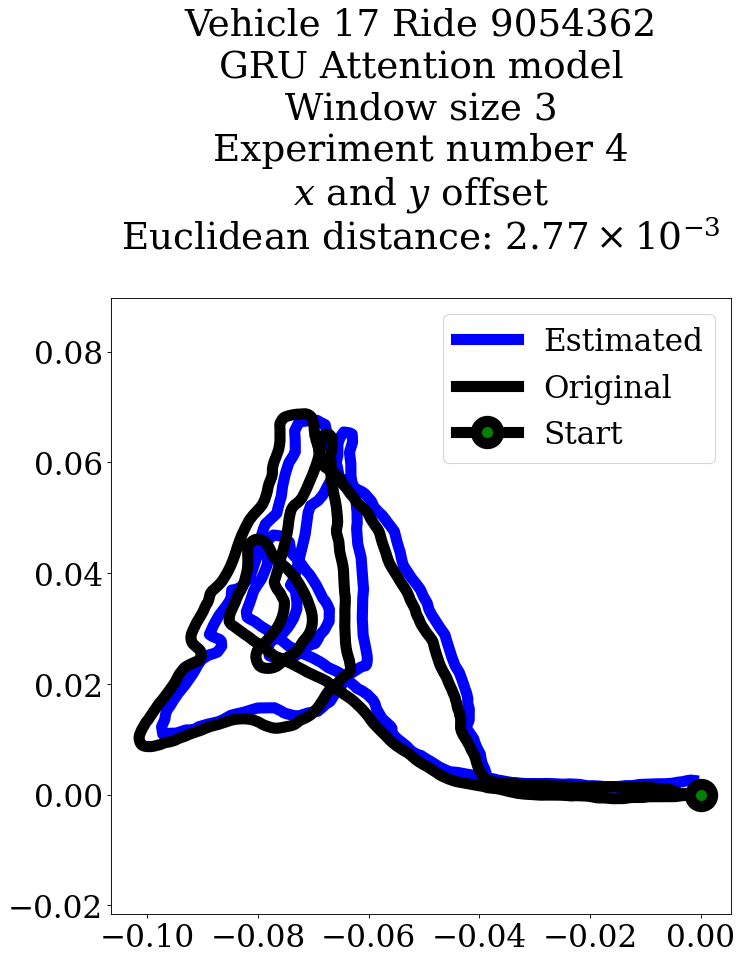 Vehicle 17 Ride 9054362
GRU Attention model
Window size 3
Experiment number 4
x and y offset
Euclidean distance: 2.77 × 10⁻³
Estimated
Original
Start
0.08
0.06
0.04
0.02
0.00
−0.02
−0.10 −0.08 −0.06 −0.04 −0.02 0.00